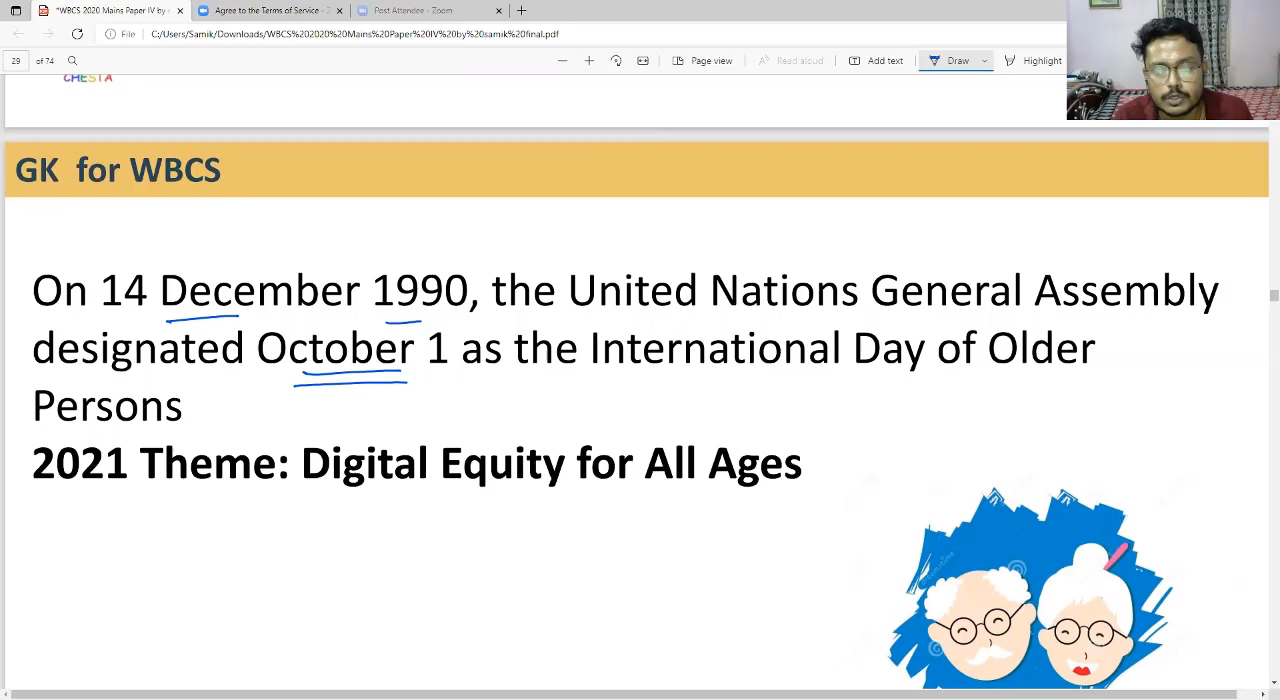 *WBCS 2020 Mains Paper IV by s
Agree to the Terms of Service - Z
Post Attendee - Zoom
File
C:/Users/Samik/Downloads/WBCS%202020%20Mains%20Paper%20IV%20by%20samik%20final.pdf
29 of 74
Page view
Read aloud
Add text
Draw
Highlight
CHESTA
GK for WBCS
On 14 December 1990, the United Nations General Assembly
designated October 1 as the International Day of Older
Persons
2021 Theme: Digital Equity for All Ages